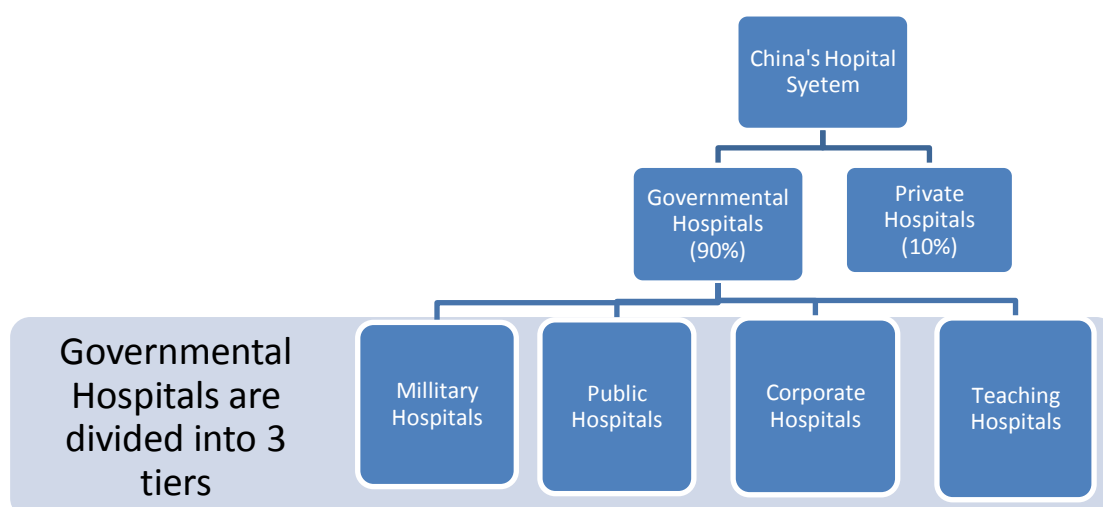 China's Hopital
Syetem
Governmental
Hospitals
(90%)
Private
Hospitals
(10%)
Governmental
Hospitals are
divided into 3
tiers
Millitary
Hospitals
Public
Hospitals
Corporate
Hospitals
Teaching
Hospitals